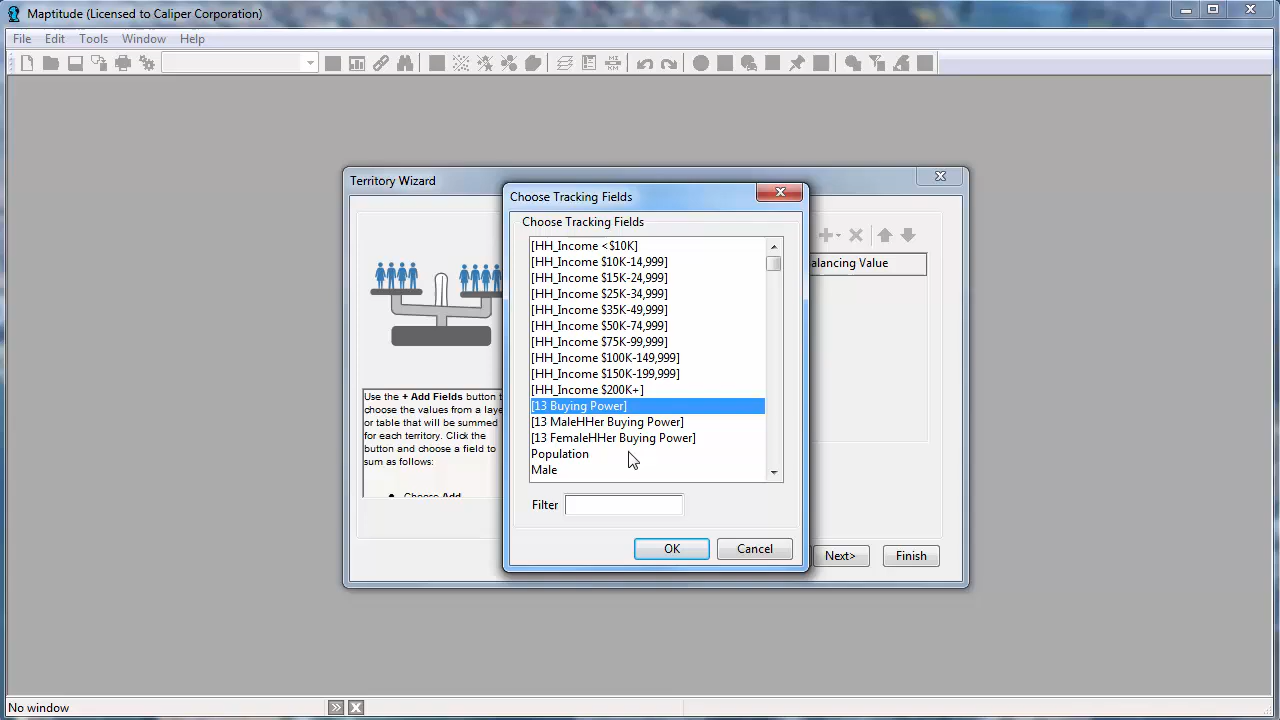 Maptitude (Licensed to Caliper Corporation)
File Edit Tools Window Help
MI
KM
Territory Wizard
Choose Tracking Fields
Choose Tracking Fields
[HH_Income <$10K]
[HH_Income $10K-14,999]
[HH_Income $15K-24,999]
[HH_Income $25K-34,999]
[HH_Income $35K-49,999]
[HH_Income $50K-74,999]
[HH_Income $75K-99,999]
[HH_Income $100K-149,999]
[HH_Income $150K-199,999]
[HH_Income $200K+]
[13 Buying Power]
[13 MaleHHer Buying Power]
[13 FemaleHHer Buying Power]
Population
Male
Filter
OK Cancel
alancing Value
Use the + Add Fields button t
choose the values from a laye
or table that will be summed
for each territory. Click the
button and choose a field to
sum as follows:
• Choose Add
Next> Finish
No window